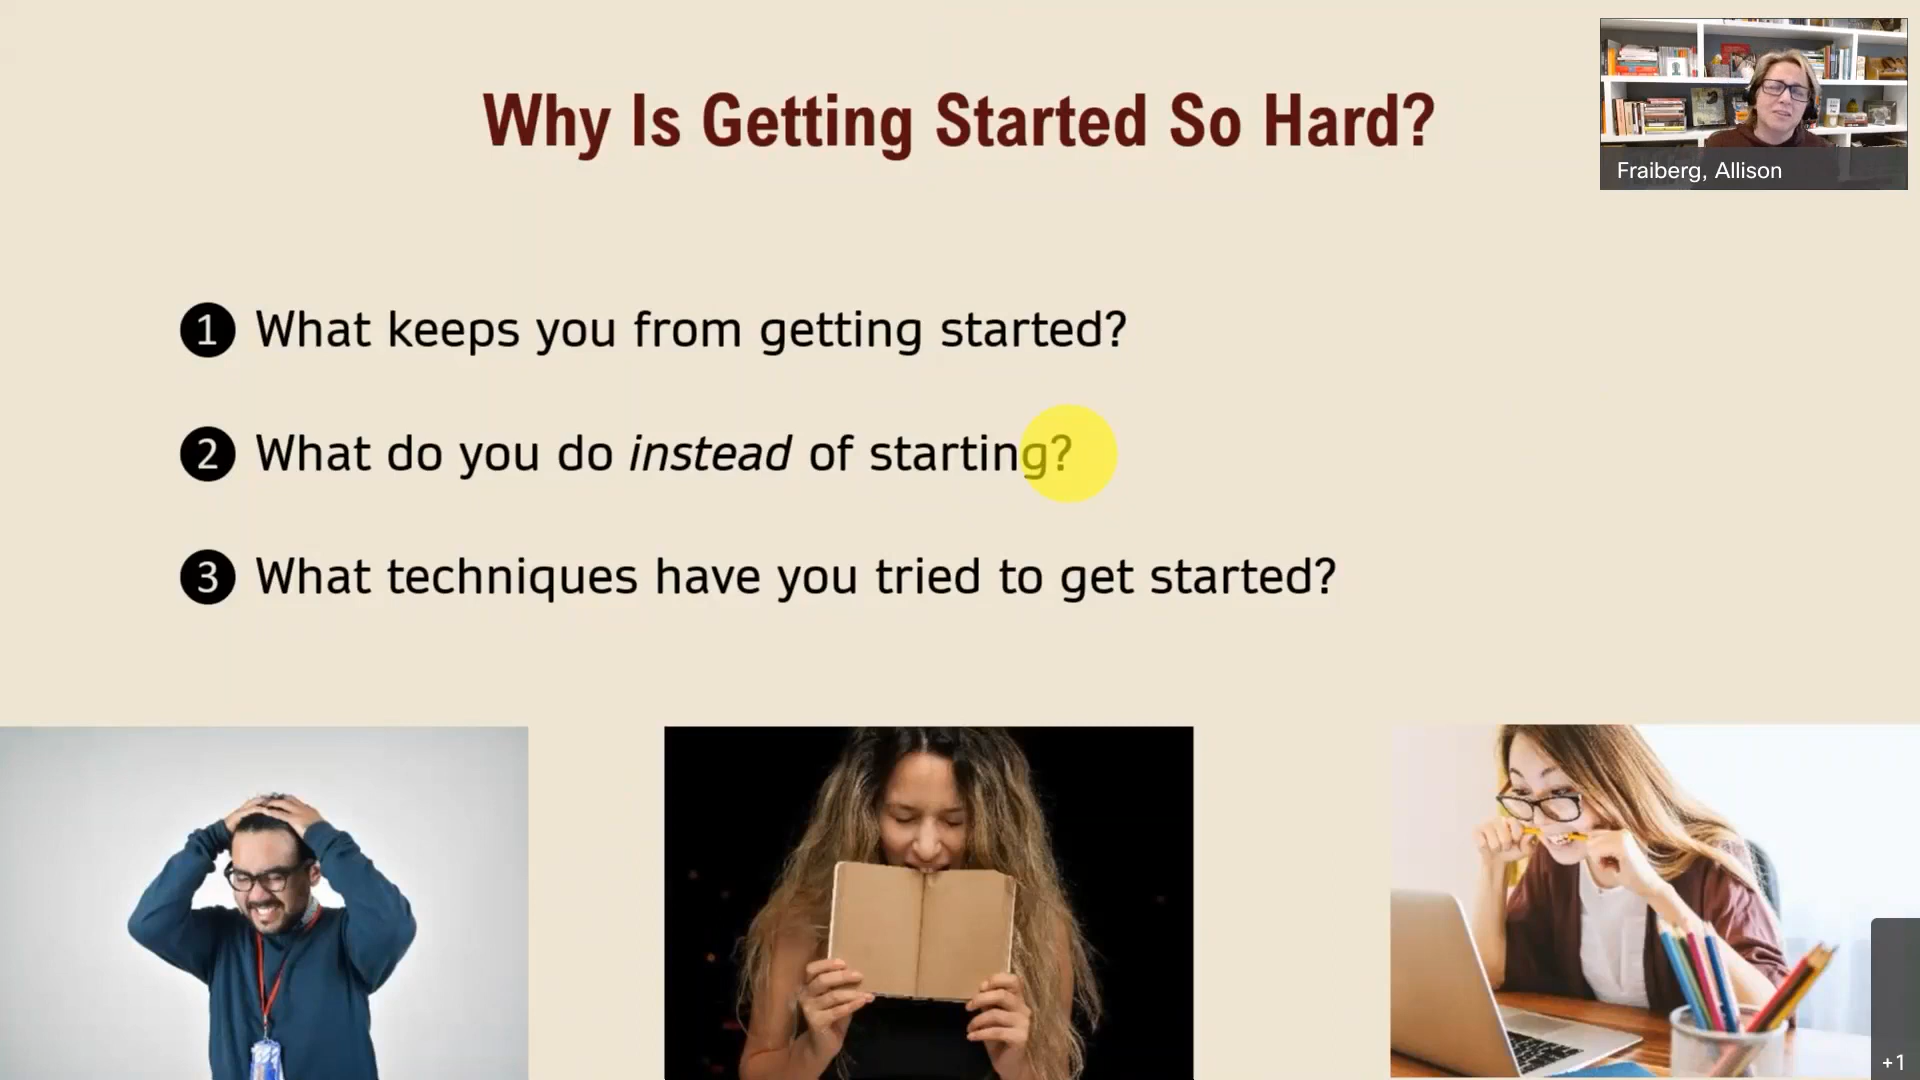 Why Is Getting Started So Hard?
Fraiberg, Allison
1 What keeps you from getting started?
2 What do you do instead of starting?
3 What techniques have you tried to get started?
+1